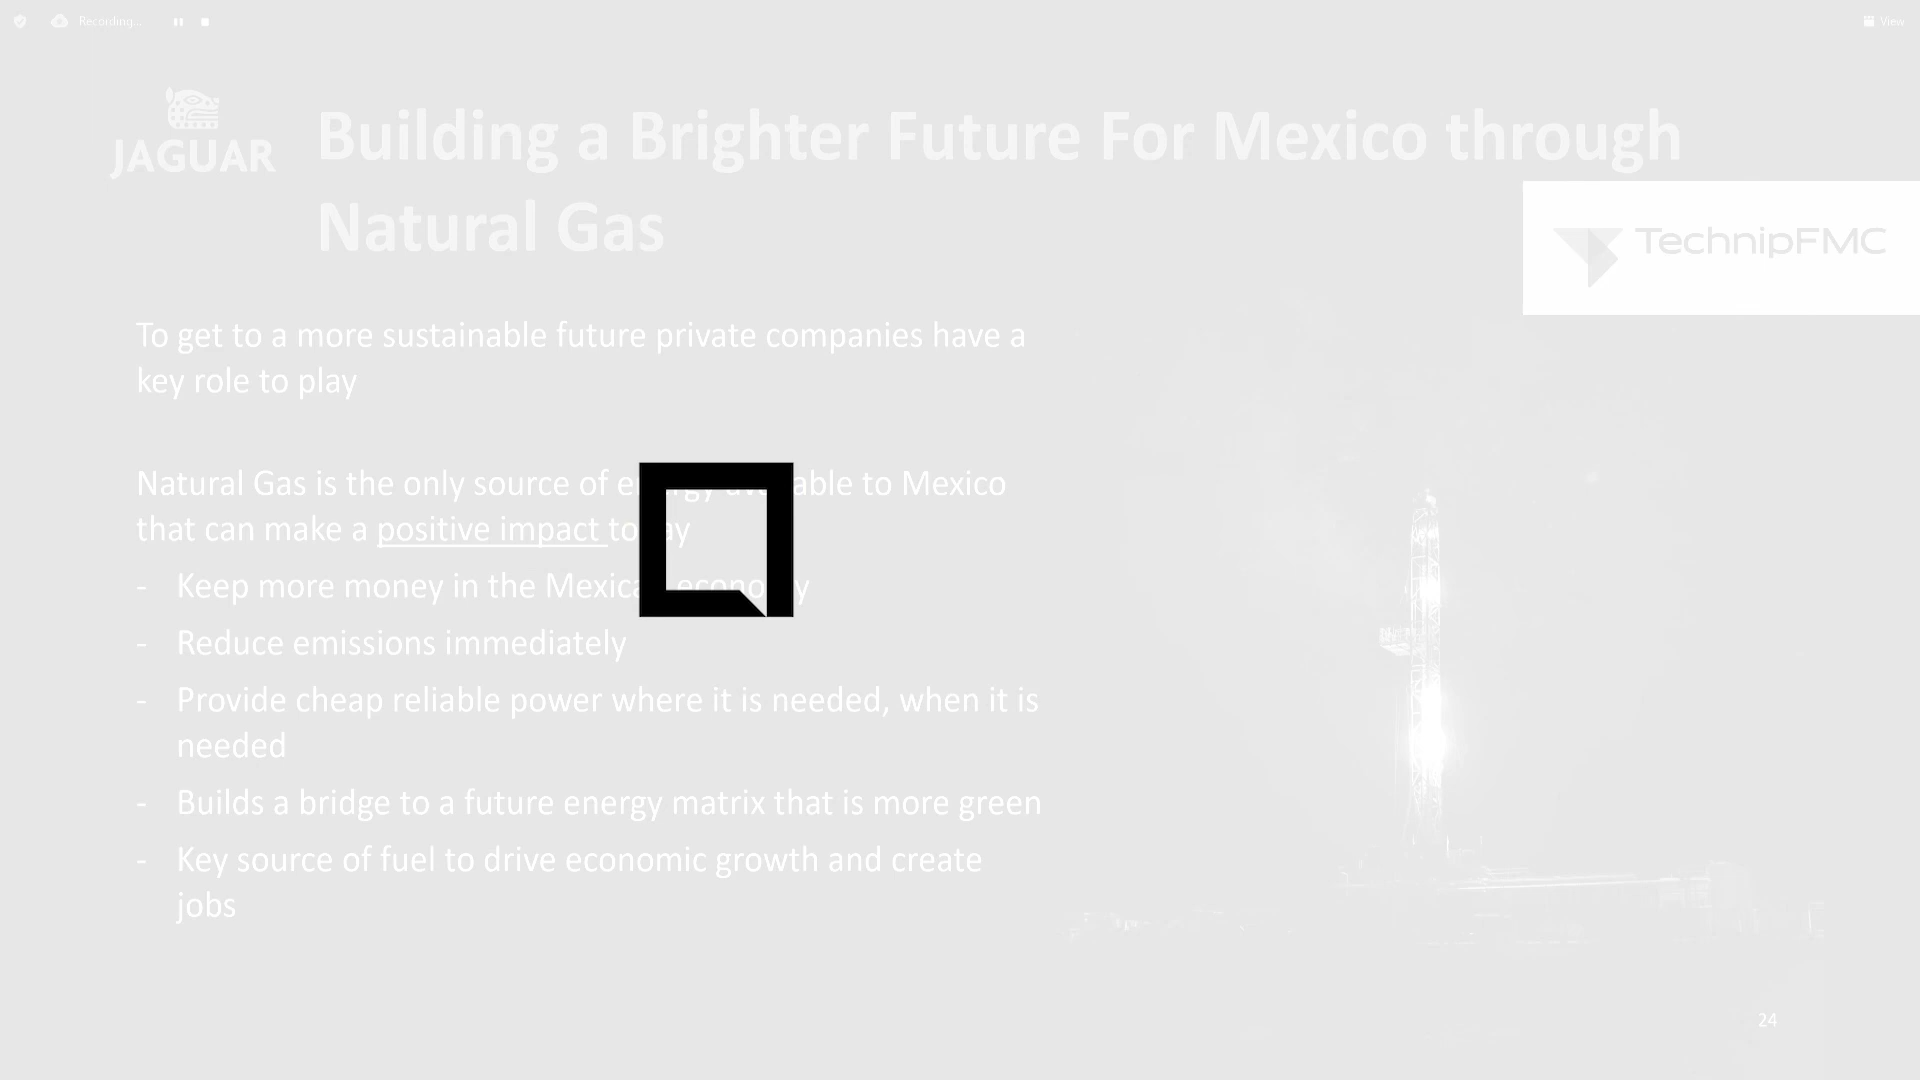 Recording...
View
JAGUAR
Building a Brighter Future For Mexico through
Natural Gas
TechnipFMC
To get to a more sustainable future private companies have a
key role to play
Natural Gas is the only source of to Mexico
that can make a positive impact
- Keep more money in the
- Reduce emissions immediately
- Provide cheap reliable power where it is needed, when it is
needed
- Builds a bridge to a future energy matrix that is more green
- Key source of fuel to drive economic growth and create
jobs
24